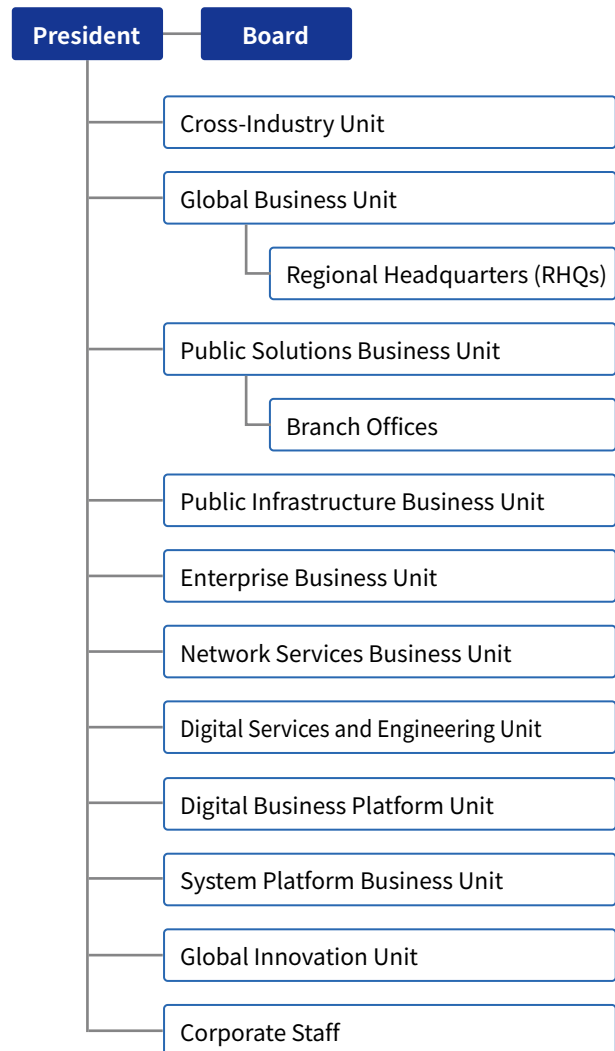 President
Board
Cross-Industry Unit
Global Business Unit
Regional Headquarters (RHQs)
Public Solutions Business Unit
Branch Offices
Public Infrastructure Business Unit
Enterprise Business Unit
Network Services Business Unit
Digital Services and Engineering Unit
Digital Business Platform Unit
System Platform Business Unit
Global Innovation Unit
Corporate Staff